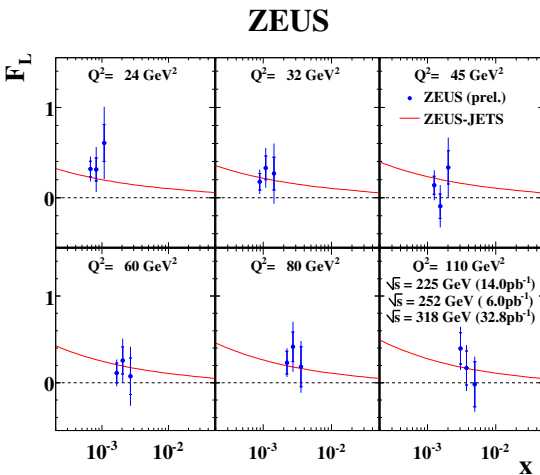 ZEUS
F_L
Q² = 24 GeV²
Q² = 32 GeV²
Q² = 45 GeV²
ZEUS (prel.)
ZEUS-JETS
1
0
Q² = 60 GeV²
Q² = 80 GeV²
Q² = 110 GeV²
√s = 225 GeV (14.0pb⁻¹)
√s = 252 GeV ( 6.0pb⁻¹)
√s = 318 GeV (32.8pb⁻¹)
1
0
10⁻³ 10⁻² 10⁻³ 10⁻² 10⁻³ 10⁻²
x